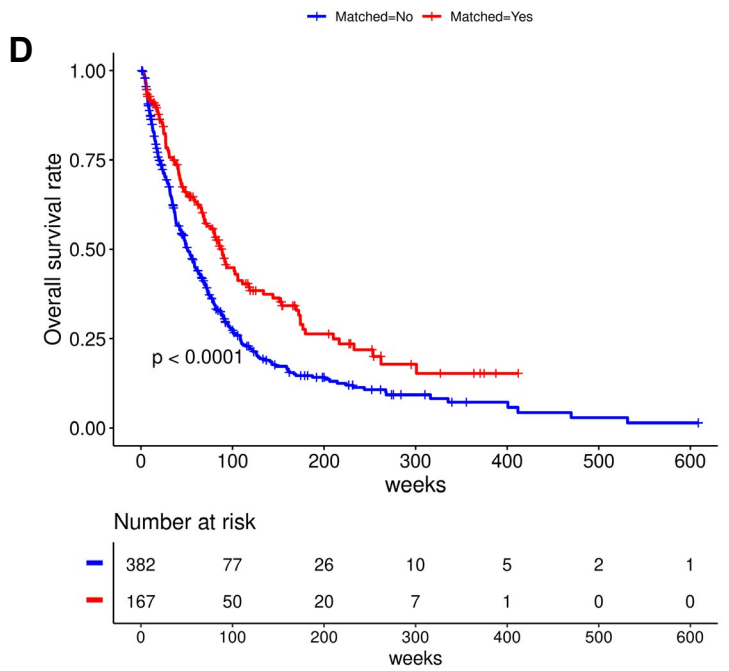 Matched=No Matched=Yes
D
Overall survival rate
1.00
0.75
0.50
0.25
0.00
p < 0.0001
0 100 200 300 400 500 600
weeks
Number at risk
382 77 26 10 5 2 1
167 50 20 7 1 0 0
0 100 200 300 400 500 600
weeks